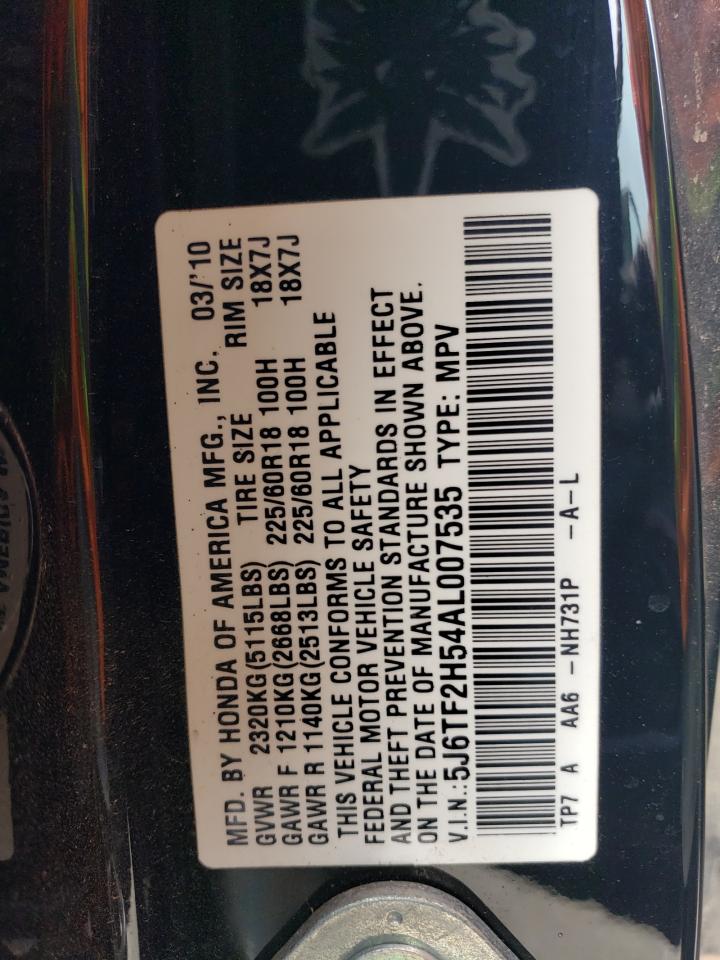 MFD. BY HONDA OF AMERICA MFG., INC. 03/'10
GVWR 2320KG(5115LBS) TIRE SIZE RIM SIZE
GAWR F 1210KG(2668LBS) 225/60R18 100H 18X7J
GAWR R 1140KG(2513LBS) 225/60R18 100H 18X7J
THIS VEHICLE CONFORMS TO ALL APPLICABLE
FEDERAL MOTOR VEHICLE SAFETY
AND THEFT PREVENTION STANDARDS IN EFFECT
ON THE DATE OF MANUFACTURE SHOWN ABOVE.
V.I.N.:5J6TF2H54AL007535 TYPE: MPV
TP7 A AA6 -NH731P -A-L